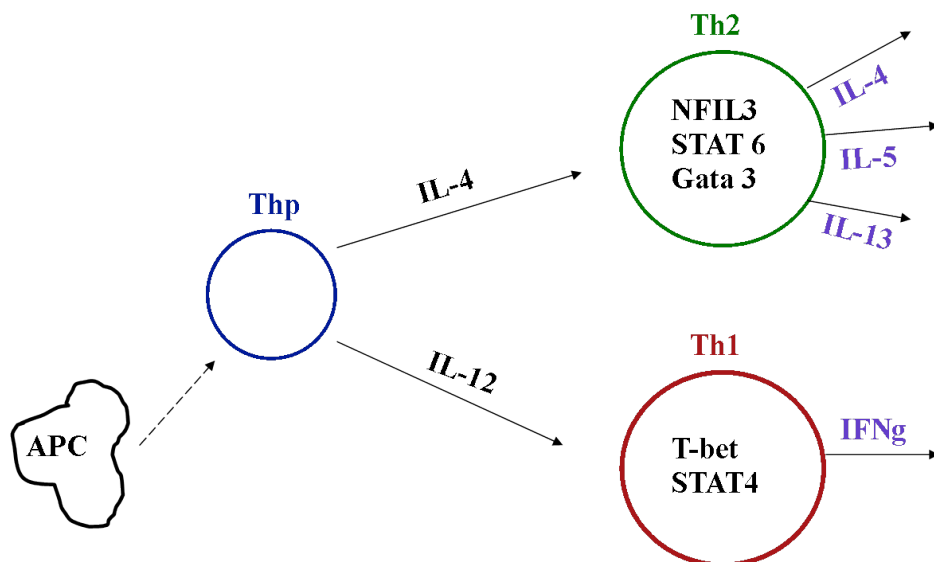 Th2
NFIL3
STAT 6
Gata 3
IL-4
IL-5
IL-13
IL-4
Thp
IL-12
Th1
APC
T-bet
STAT4
IFNg